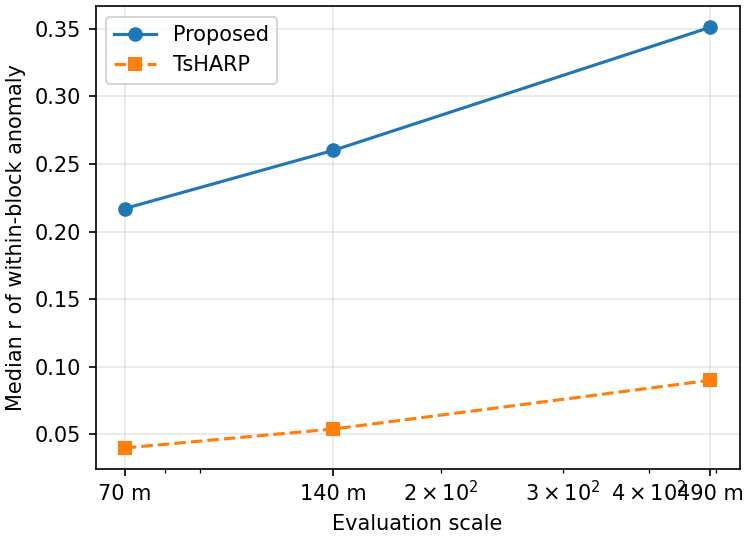 Proposed
TsHARP
Median r of within-block anomaly
0.35
0.30
0.25
0.20
0.15
0.10
0.05
70 m 140 m 2 × 10² 3 × 10² 4 × 10² 490 m
Evaluation scale